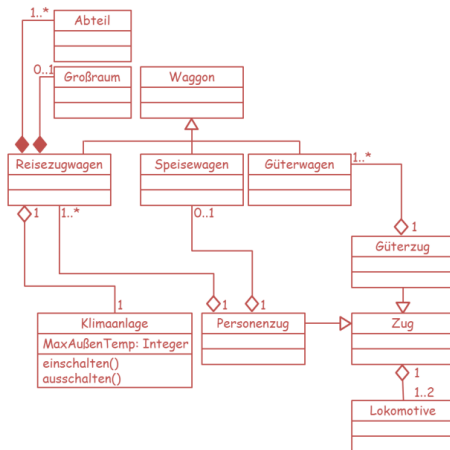 1..*
Abteil
0..1
Großraum
Waggon
Reisezugwagen
Speisewagen
Güterwagen
1..*
1
1..*
0..1
1
Güterzug
1
1
1
Klimaanlage
MaxAußenTemp: Integer
einschalten()
ausschalten()
Personenzug
Zug
1
1..2
Lokomotive